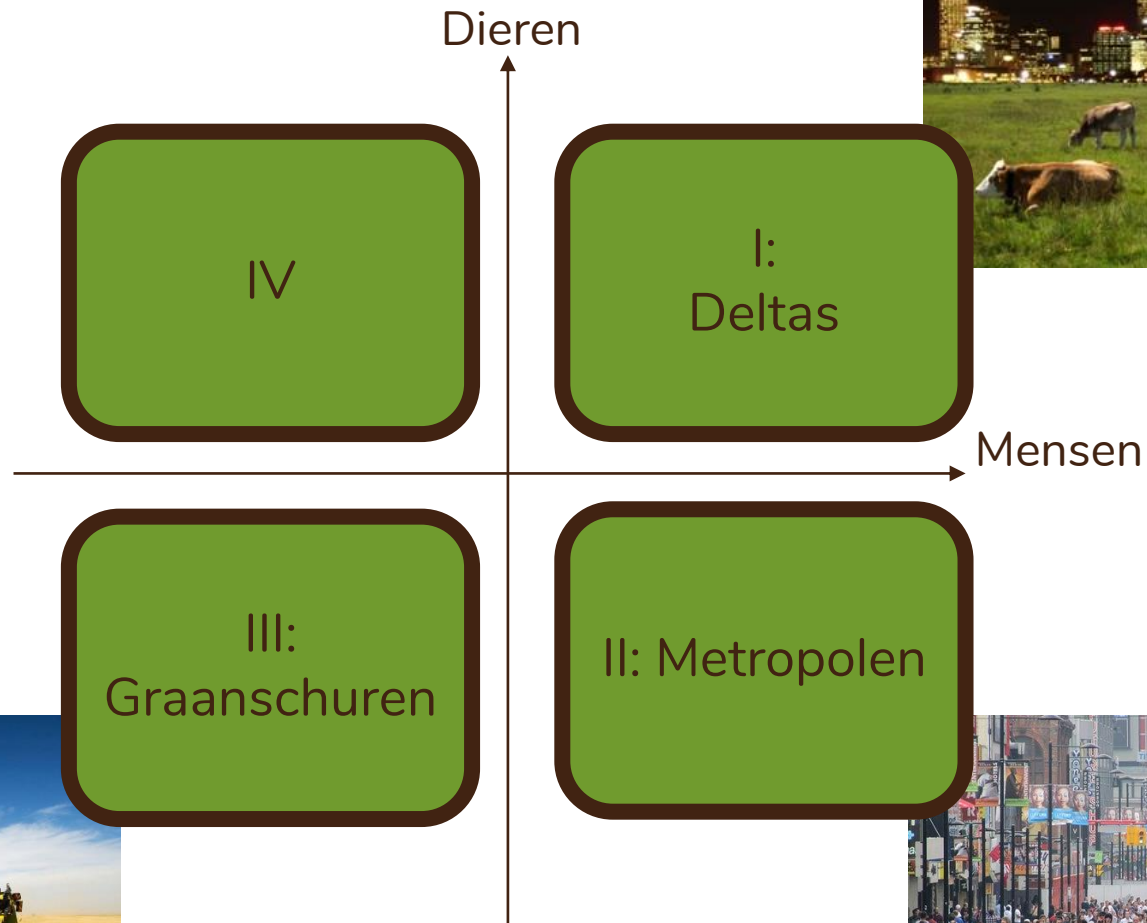 Dieren
IV
I:
Deltas
Mensen
III:
Graanschuren
II: Metropolen